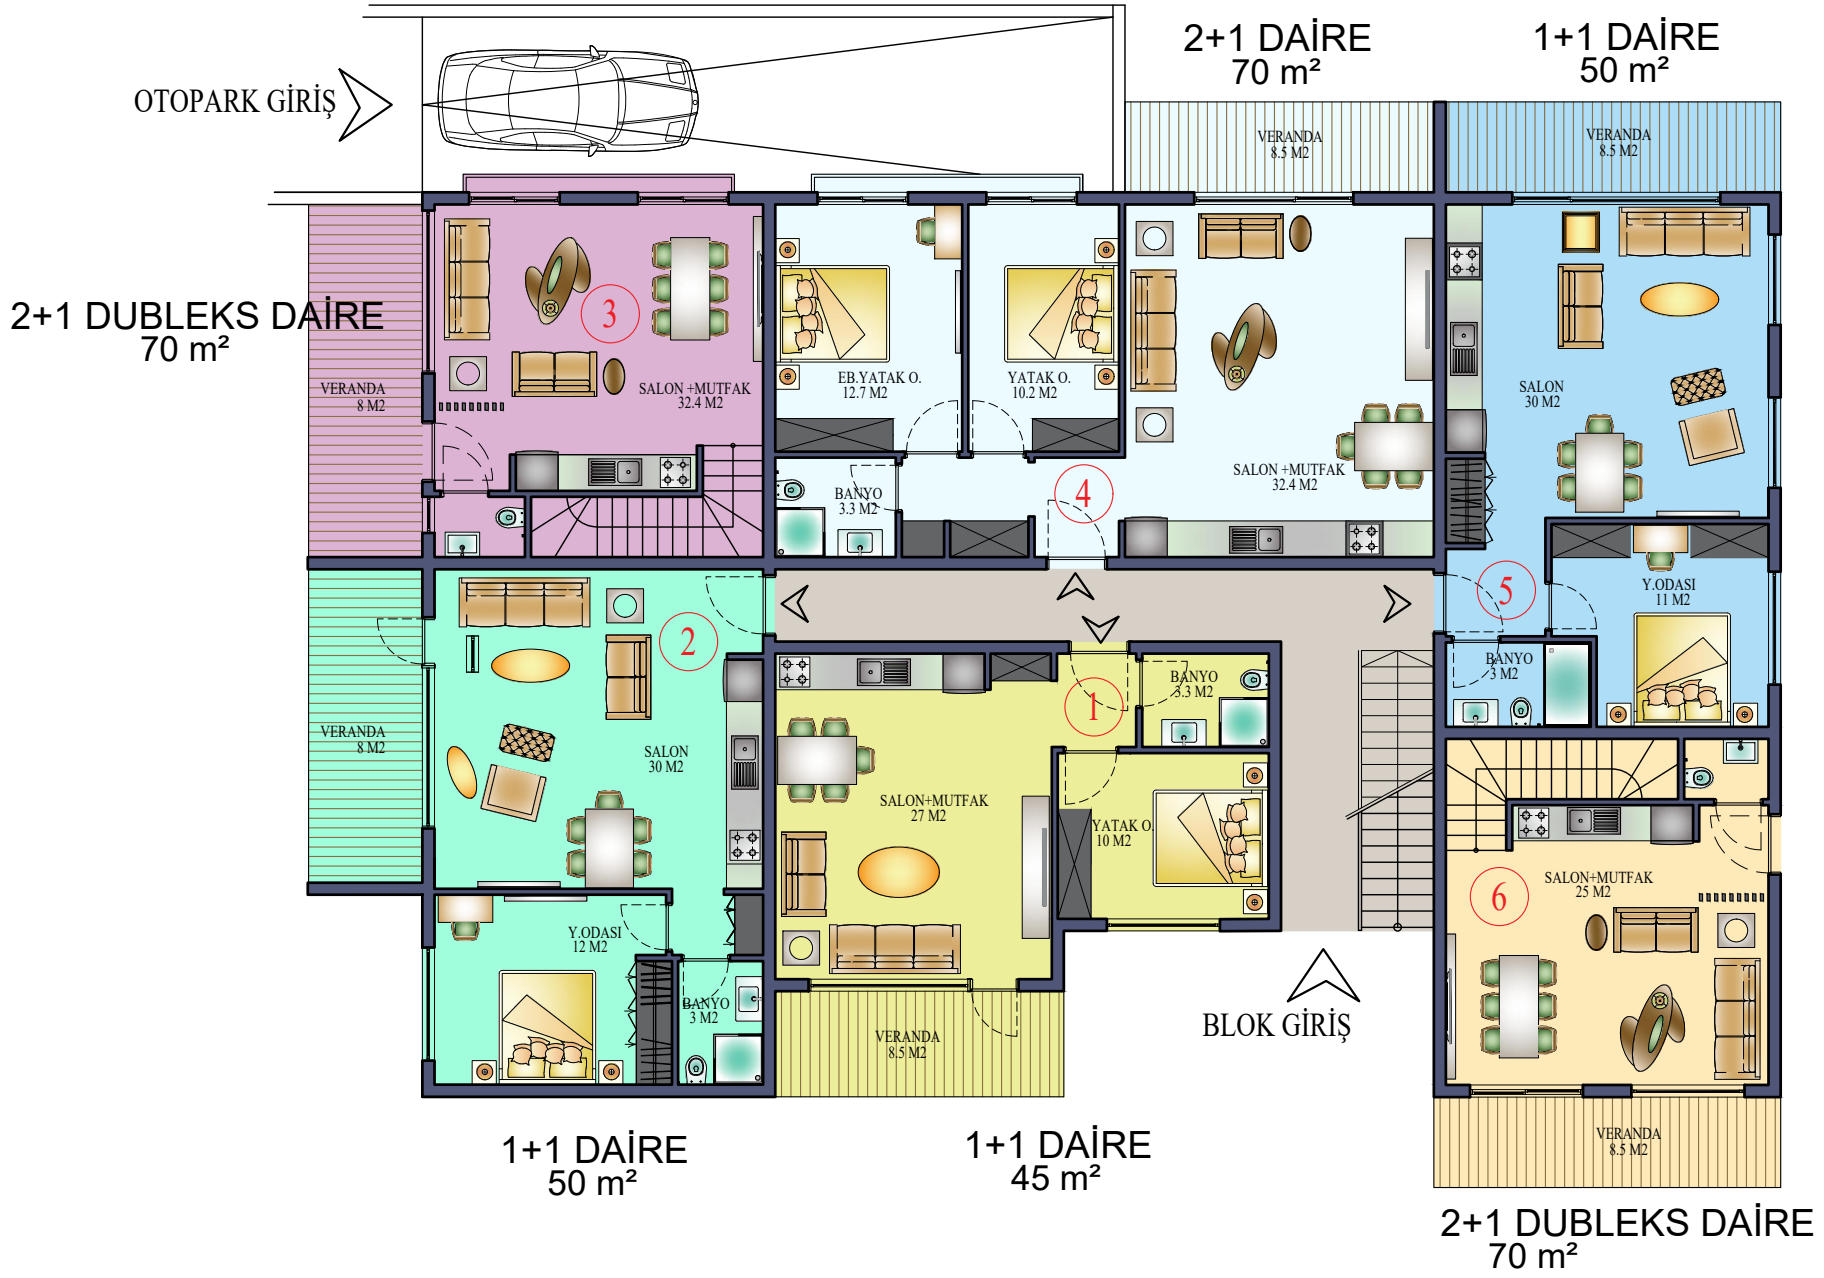 2+1 DAİRE
70 m²
1+1 DAİRE
50 m²
OTOPARK GİRİŞ
VERANDA
8.5 M2
VERANDA
8.5 M2
2+1 DUBLEKS DAİRE
70 m²
3
VERANDA
8 M2
SALON +MUTFAK
32.4 M2
EB.YATAK O.
12.7 M2
YATAK O.
10.2 M2
SALON
30 M2
BANYO
3.3 M2
4
SALON +MUTFAK
32.4 M2
5
Y.ODASI
11 M2
2
BANYO
3 M2
VERANDA
8 M2
SALON
30 M2
1
BANYO
3.3 M2
SALON+MUTFAK
27 M2
YATAK O.
10 M2
6
SALON+MUTFAK
25 M2
Y.ODASI
12 M2
BANYO
3 M2
VERANDA
8.5 M2
BLOK GİRİŞ
VERANDA
8.5 M2
1+1 DAİRE
50 m²
1+1 DAİRE
45 m²
2+1 DUBLEKS DAİRE
70 m²